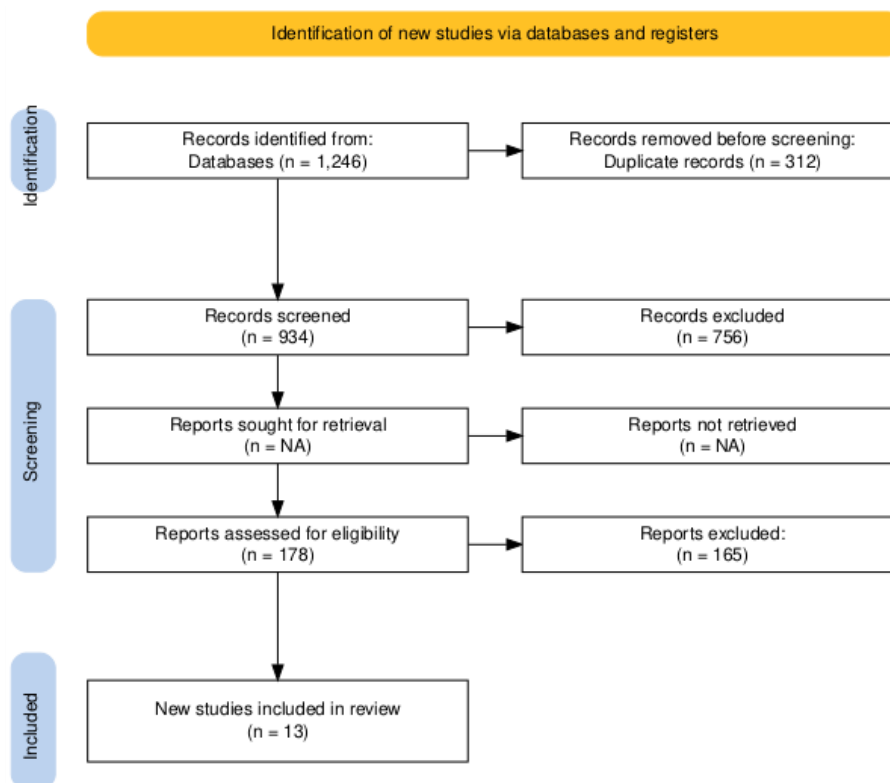 Identification of new studies via databases and registers
Identification
Records identified from:
Databases (n = 1,246)
Records removed before screening:
Duplicate records (n = 312)
Screening
Records screened
(n = 934)
Records excluded
(n = 756)
Reports sought for retrieval
(n = NA)
Reports not retrieved
(n = NA)
Reports assessed for eligibility
(n = 178)
Reports excluded:
(n = 165)
Included
New studies included in review
(n = 13)